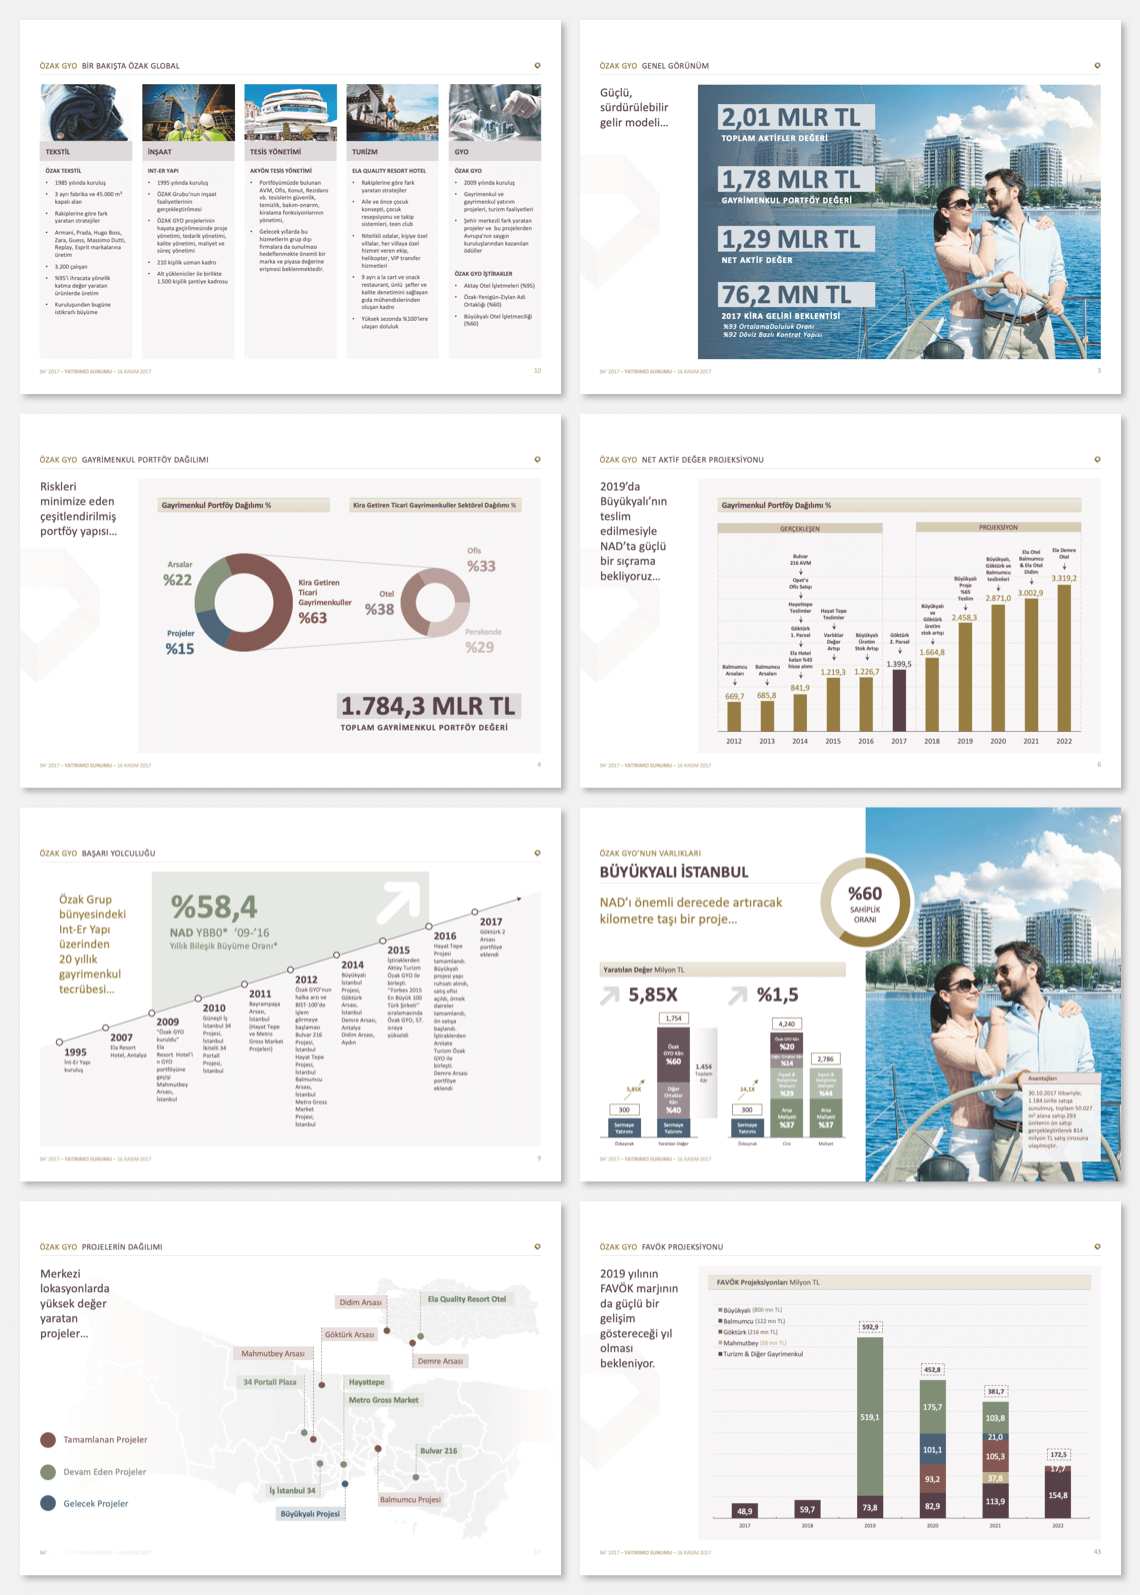 ÖZAK GYO BİR BAKIŞTA ÖZAK GLOBAL
TEKSTİL
ÖZAK TEKSTİL
• 1985 yılında kuruluş
• 3 ayrı fabrika ve 45.000 m²
kapalı alan
• Rakiplerine göre fark
yaratan stratejiler
• Armani, Prada, Hugo Boss,
Zara, Guess, Massimo Dutti,
Replay, Esprit markalarına
üretim
• 3.200 çalışan
• %95'i ihracata yönelik
katma değer yaratan
ürünlerde üretim
• Kuruluşundan bugüne
istikrarlı büyüme
İNŞAAT
INT-ER YAPI
• 1995 yılında kuruluş
• ÖZAK Grubu'nun inşaat
faaliyetlerinin
gerçekleştirilmesi
• ÖZAK GYO projelerinin
hayata geçirilmesinde proje
yönetimi, tedarik yönetimi,
kalite yönetimi, maliyet ve
süreç yönetimi
• 210 kişilik uzman kadro
• Alt yükleniciler ile birlikte
1.500 kişilik şantiye kadrosu
TESİS YÖNETİMİ
AKYÖN TESİS YÖNETİMİ
• Portföyümüzde bulunan
AVM, Ofis, Konut, Rezidans
vb. tesislerin güvenlik,
temizlik, bakım-onarım,
kiralama fonksiyonlarının
yönetimi,
• Gelecek yıllarda bu
hizmetlerin grup dışı
firmalara da sunulması
hedeflenmekte önemli bir
marka ve piyasa değerine
erişmesi beklenmektedir.
TURİZM
ELA QUALITY RESORT HOTEL
• Rakiplerine göre fark
yaratan stratejiler
• Aile ve önce çocuk
konsepti, çocuk
resepsiyonu ve takip
sistemleri, teen club
• Nitelikli odalar, kişiye özel
villalar, her villaya özel
hizmet veren ekip,
helikopter, VIP transfer
hizmetleri
• 9 ayrı a la cart ve snack
restaurant, ünlü şefler ve
kalite denetimini sağlayan
gıda mühendislerinden
oluşan kadro
• Yüksek sezonda %100'lere
ulaşan doluluk
GYO
ÖZAK GYO
• 2009 yılında kuruluş
• Gayrimenkul ve
gayrimenkul yatırım
projeleri, turizm faaliyetleri
• Şehir merkezli fark yaratan
projeler ve bu projelerden
Avrupa'nın saygın
kuruluşlarından kazanılan
ödüller
ÖZAK GYO İŞTİRAKLER
• Aktay Otel İşletmeleri (%95)
• Özak-Yenigün-Ziylan Adi
Ortaklığı (%60)
• Büyükyalı Otel İşletmeciliği
(%60)
9A' 2017 – YATIRIMCI SUNUMU – 16 KASIM 2017
10
ÖZAK GYO GENEL GÖRÜNÜM
Güçlü,
sürdürülebilir
gelir modeli...
2,01 MLR TL
TOPLAM AKTİFLER DEĞERİ
1,78 MLR TL
GAYRİMENKUL PORTFÖY DEĞERİ
1,29 MLR TL
NET AKTİF DEĞER
76,2 MN TL
2017 KİRA GELİRİ BEKLENTİSİ
%93 OrtalamaDoluluk Oranı
%92 Döviz Bazlı Kontrat Yapısı
9A' 2017 – YATIRIMCI SUNUMU – 16 KASIM 2017
3
ÖZAK GYO GAYRİMENKUL PORTFÖY DAĞILIMI
Riskleri
minimize eden
çeşitlendirilmiş
portföy yapısı...
Gayrimenkul Portföy Dağılımı %
Kira Getiren Ticari Gayrimenkuller Sektörel Dağılımı %
Arsalar
%22
Projeler
%15
Kira Getiren
Ticari
Gayrimenkuller
%63
Ofis
%33
Otel
%38
Perakende
%29
1.784,3 MLR TL
TOPLAM GAYRİMENKUL PORTFÖY DEĞERİ
9A' 2017 – YATIRIMCI SUNUMU – 16 KASIM 2017
4
ÖZAK GYO NET AKTİF DEĞER PROJEKSİYONU
2019'da
Büyükyalı'nın
teslim
edilmesiyle
NAD'ta güçlü
bir sıçrama
bekliyoruz...
Gayrimenkul Portföy Dağılımı %
GERÇEKLEŞEN
PROJEKSİYON
Balmumcu
Arsaları
669,7
Balmumcu
Arsaları
685,8
Bulvar
216 AVM
Opet'e
Ofis Satışı
Hayattepe
Teslimler
Göktürk
1. Parsel
Ela Hotel
kalan %43
hisse alımı
841,9
Hayat Tepe
Teslimler
Varlıklar
Değer
Artışı
1.219,3
Büyükyalı
Üretim
Stok Artışı
1.226,7
Göktürk
2. Parsel
1.399,5
Büyükyalı
ve
Göktürk
üretim
stok artışı
1.664,8
Büyükyalı
Proje
%85
Teslim
2.458,3
Büyükyalı,
Göktürk ve
Balmumcu
teslimleri
2.871,0
Ela Otel
Balmumcu
& Ela Otel
Didim
3.002,9
Ela Demre
Otel
3.319,2
2012 2013 2014 2015 2016 2017 2018 2019 2020 2021 2022
9A' 2017 – YATIRIMCI SUNUMU – 16 KASIM 2017
6
ÖZAK GYO BAŞARI YOLCULUĞU
Özak Grup
bünyesindeki
Int-Er Yapı
üzerinden
20 yıllık
gayrimenkul
tecrübesi...
%58,4
NAD YBBO* '09-'16
Yıllık Bileşik Büyüme Oranı*
1995
Int-Er Yapı
kuruluş
2007
Ela Resort
Hotel, Antalya
2009
"Özak GYO
kuruldu"
Ela
Resort Hotel'i
n GYO
portföyüne
geçişi
Mahmutbey
Arsası,
İstanbul
2010
Güneşli İş
İstanbul 34
Projesi,
İstanbul
İkitelli 34
Portall
Projesi,
İstanbul
2011
Bayrampaşa
Arsası,
İstanbul
(Hayat Tepe
ve Metro
Gross Market
Projeleri)
2012
Özak GYO'nun
halka arzı ve
BIST-100'de
işlem
görmeye
başlaması
Bulvar 216
Projesi,
İstanbul
Hayat Tepe
Projesi,
İstanbul
Balmumcu
Arsası,
İstanbul
Metro Gross
Market
Projesi,
İstanbul
2014
Büyükyalı
İstanbul
Projesi,
Göktürk
Arsası,
İstanbul
Demre Arsası,
Antalya
Didim Arsası,
Aydın
2015
İştiraklerden
Aktay Turizm
Özak GYO ile
birleşti.
"Forbes 2015
En Büyük 100
Türk Şirketi"
sıralamasında
Özak GYO, 57.
sıraya
yükseldi
2016
Hayat Tepe
Projesi
tamamlandı.
Büyükyalı
projesi yapı
ruhsatı alındı,
satış ofisi
açıldı, örnek
daireler
tamamlandı,
ön satışa
başlandı.
İştiraklerden
Arstate
Turizm Özak
GYO ile
birleşti.
Demre Arsası
portföye
eklendi
2017
Göktürk 2
Arsası
portföye
eklendi
9A' 2017 – YATIRIMCI SUNUMU – 16 KASIM 2017
9
ÖZAK GYO'NUN VARLIKLARI
BÜYÜKYALI İSTANBUL
NAD'ı önemli derecede artıracak
kilometre taşı bir proje...
%60
SAHİPLİK
ORANI
Yaratılan Değer Milyon TL
5,85X
%1,5
1,754
Özak
GYO Kârı
%60
Diğer
Ortaklar
Kârı
%40
Sermaye
Yatırımı
1.454
Toplam
Kâr
5,85X
300
Sermaye
Yatırımı
Özkaynak
Yaratılan Değer
4,240
Özak GYO Kârı
%20
Diğer Ortaklar Kârı
%14
İnşaat &
Geliştirme
Maliyeti
%29
Arsa
Maliyeti
%37
2,786
İnşaat &
Geliştirme
Maliyeti
%44
Arsa
Maliyeti
%37
14,1X
300
Sermaye
Yatırımı
Özkaynak
Ciro
Maliyet
Avantajları
30.10.2017 itibariyle;
1.184 ünite satışa
sunulmuş, toplam 50.027
m² alana sahip 293
ünitenin ön satışı
gerçekleştirilerek 814
milyon TL satış cirosuna
ulaşılmıştır.
9A' 2017 – YATIRIMCI SUNUMU – 16 KASIM 2017
ÖZAK GYO PROJELERİN DAĞILIMI
Merkezi
lokasyonlarda
yüksek değer
yaratan
projeler...
Didim Arsası
Ela Quality Resort Otel
Göktürk Arsası
Mahmutbey Arsası
Demre Arsası
34 Portall Plaza
Hayattepe
Metro Gross Market
Bulvar 216
İş İstanbul 34
Balmumcu Projesi
Büyükyalı Projesi
Tamamlanan Projeler
Devam Eden Projeler
Gelecek Projeler
9A' 2017 – YATIRIMCI SUNUMU – 16 KASIM 2017
11
ÖZAK GYO FAVÖK PROJEKSİYONU
2019 yılının
FAVÖK marjının
da güçlü bir
gelişim
göstereceği yıl
olması
bekleniyor.
FAVÖK Projeksiyonları Milyon TL
Büyükyalı (800 mn TL)
Balmumcu (122 mn TL)
Göktürk (216 mn TL)
Mahmutbey (38 mn TL)
Turizm & Diğer Gayrimenkul
48,9
59,7
592,9
519,1
73,8
452,8
175,7
101,1
93,2
82,9
381,7
103,8
21,0
105,3
37,8
113,9
172,5
17,7
154,8
2017 2018 2019 2020 2021 2022
9A' 2017 – YATIRIMCI SUNUMU – 16 KASIM 2017
43